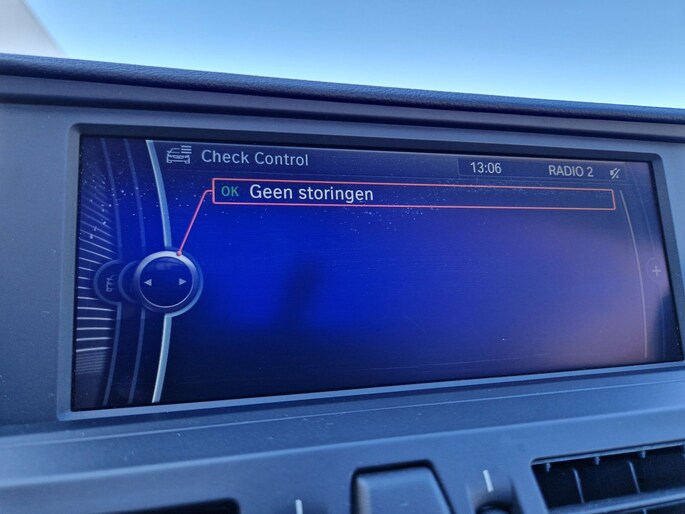 Check Control
13:06
RADIO 2
OK Geen storingen